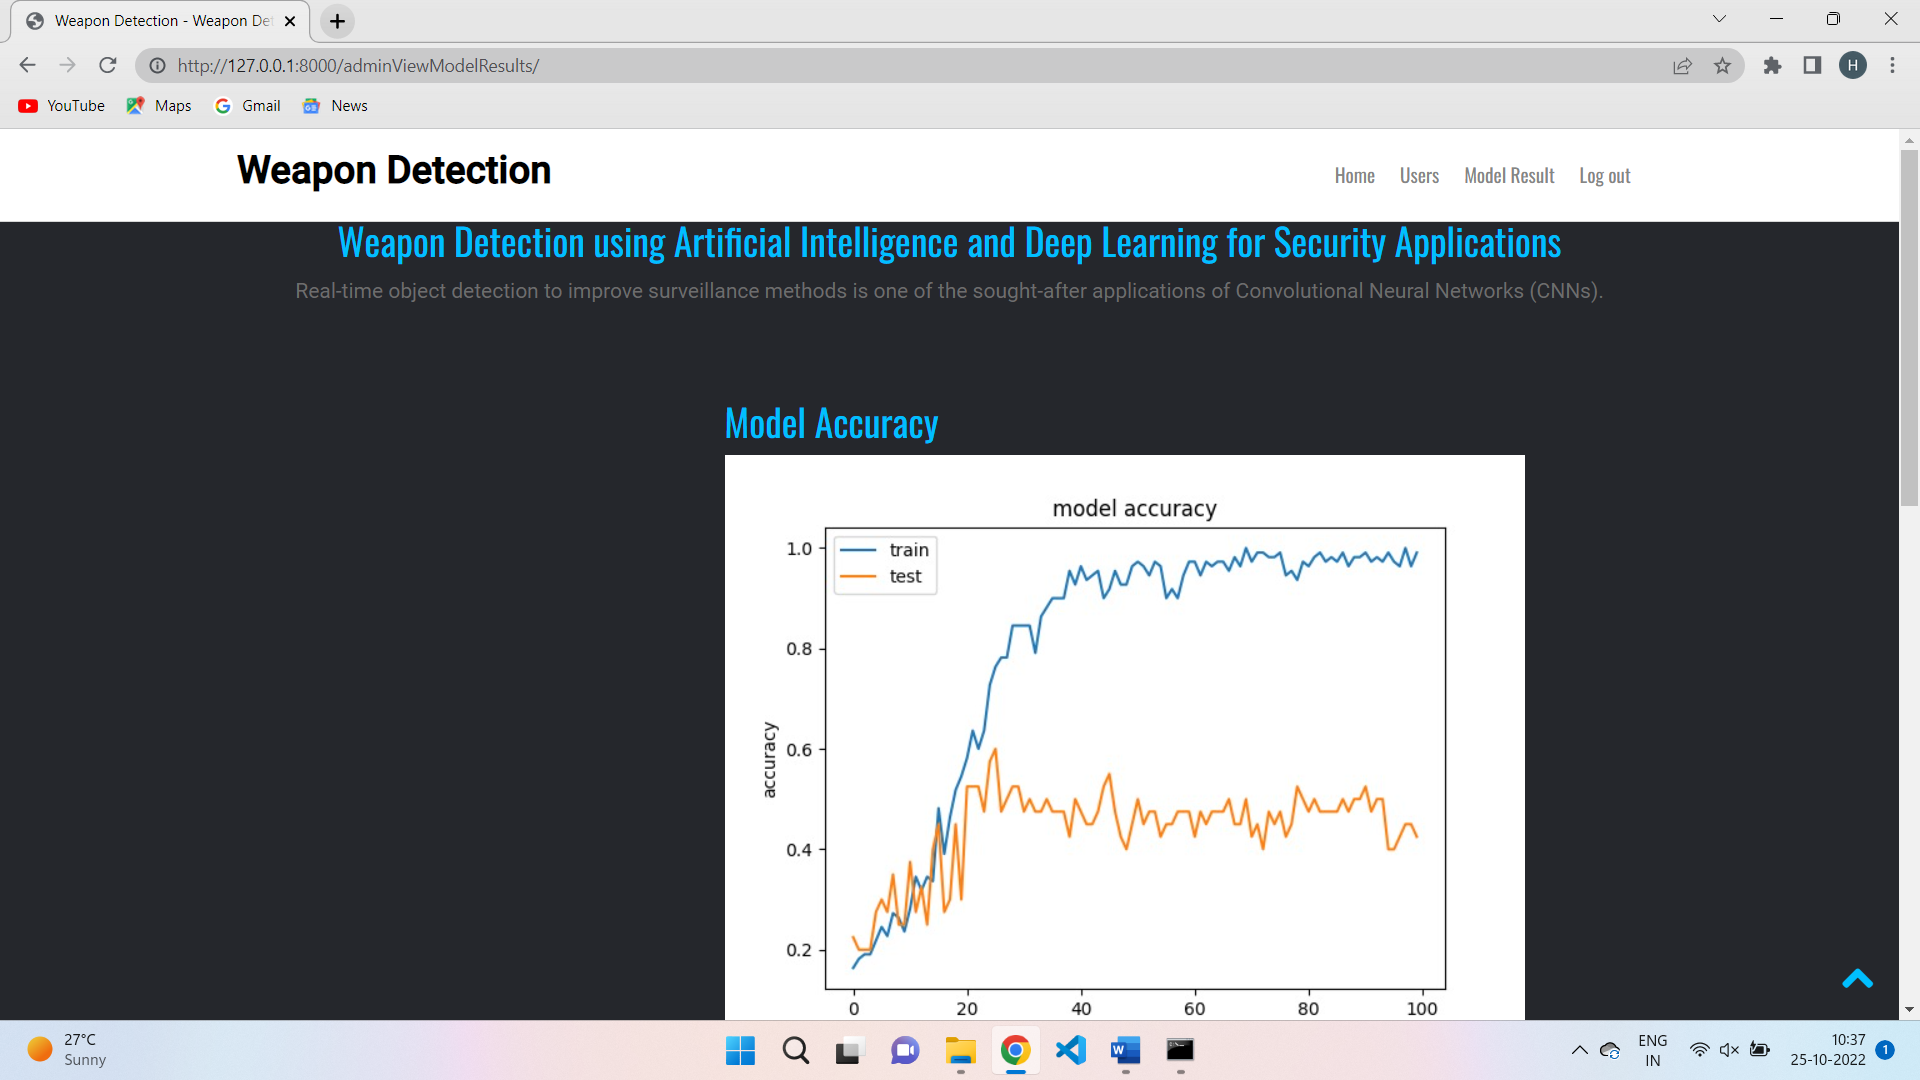 Weapon Detection - Weapon De
http://127.0.0.1:8000/adminViewModelResults/
H
YouTube
Maps
Gmail
News
Weapon Detection
Home
Users
Model Result
Log out
Weapon Detection using Artificial Intelligence and Deep Learning for Security Applications
Real-time object detection to improve surveillance methods is one of the sought-after applications of Convolutional Neural Networks (CNNs).
Model Accuracy
model accuracy
train
test
accuracy
1.0
0.8
0.6
0.4
0.2
0 20 40 60 80 100
27°C
Sunny
ENG
IN
10:37
25-10-2022
1